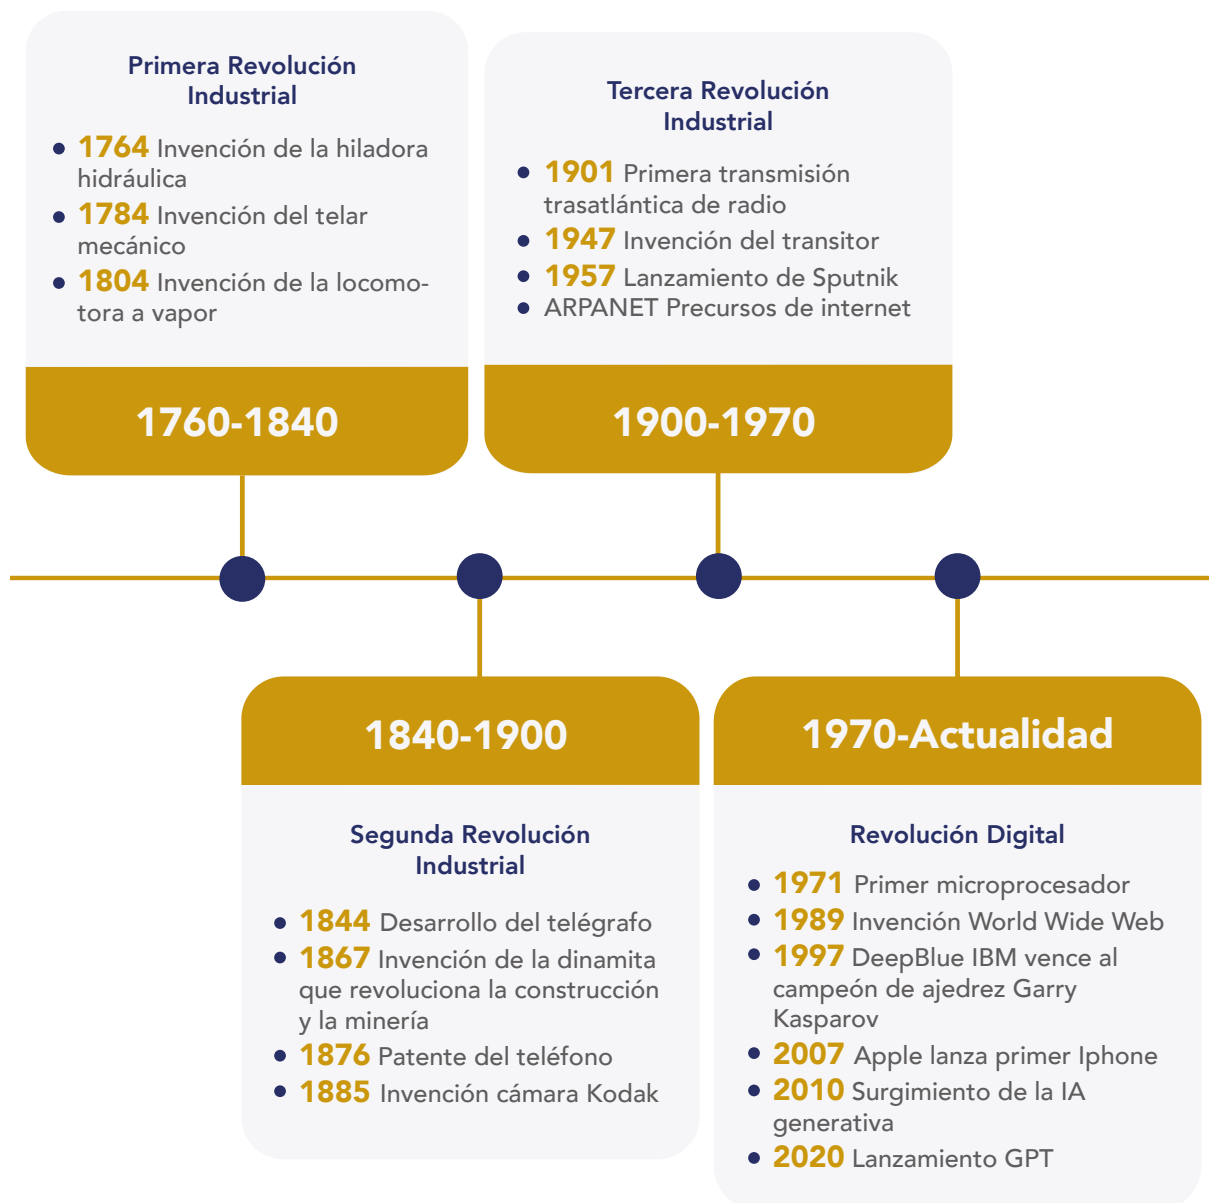 Primera Revolución
Industrial
1764 Invención de la hiladora
hidráulica
1784 Invención del telar
mecánico
1804 Invención de la locomo-
tora a vapor
1760-1840
Tercera Revolución
Industrial
1901 Primera transmisión
trasatlántica de radio
1947 Invención del transitor
1957 Lanzamiento de Sputnik
ARPANET Precursos de internet
1900-1970
1840-1900
Segunda Revolución
Industrial
1844 Desarrollo del telégrafo
1867 Invención de la dinamita
que revoluciona la construcción
y la minería
1876 Patente del teléfono
1885 Invención cámara Kodak
1970-Actualidad
Revolución Digital
1971 Primer microprocesador
1989 Invención World Wide Web
1997 DeepBlue IBM vence al
campeón de ajedrez Garry
Kasparov
2007 Apple lanza primer Iphone
2010 Surgimiento de la IA
generativa
2020 Lanzamiento GPT